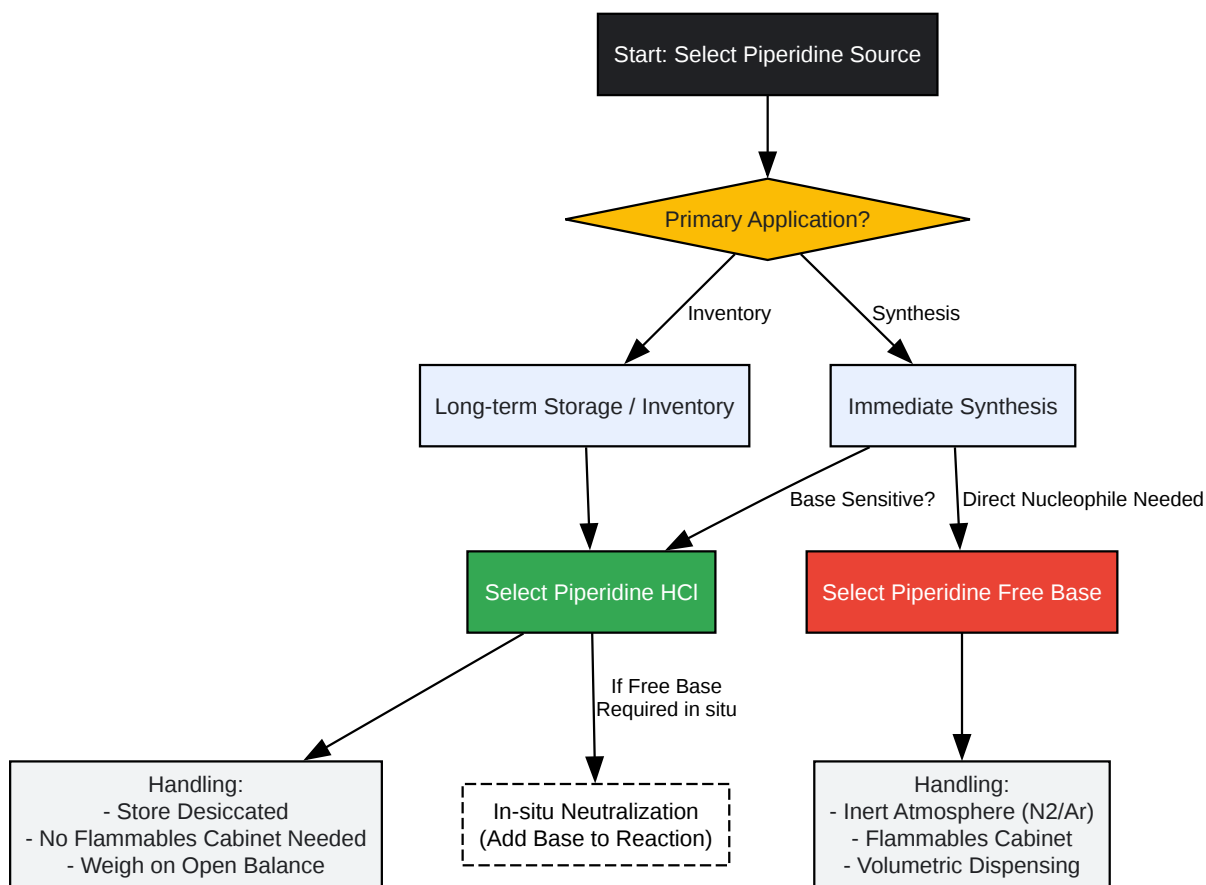 Start: Select Piperidine Source
Primary Application?
Inventory
Synthesis
Long-term Storage / Inventory
Immediate Synthesis
Base Sensitive?
Direct Nucleophile Needed
Select Piperidine HCl
Select Piperidine Free Base
If Free Base
Required in situ
Handling:
- Store Desiccated
- No Flammables Cabinet Needed
- Weigh on Open Balance
In-situ Neutralization
(Add Base to Reaction)
Handling:
- Inert Atmosphere (N2/Ar)
- Flammables Cabinet
- Volumetric Dispensing